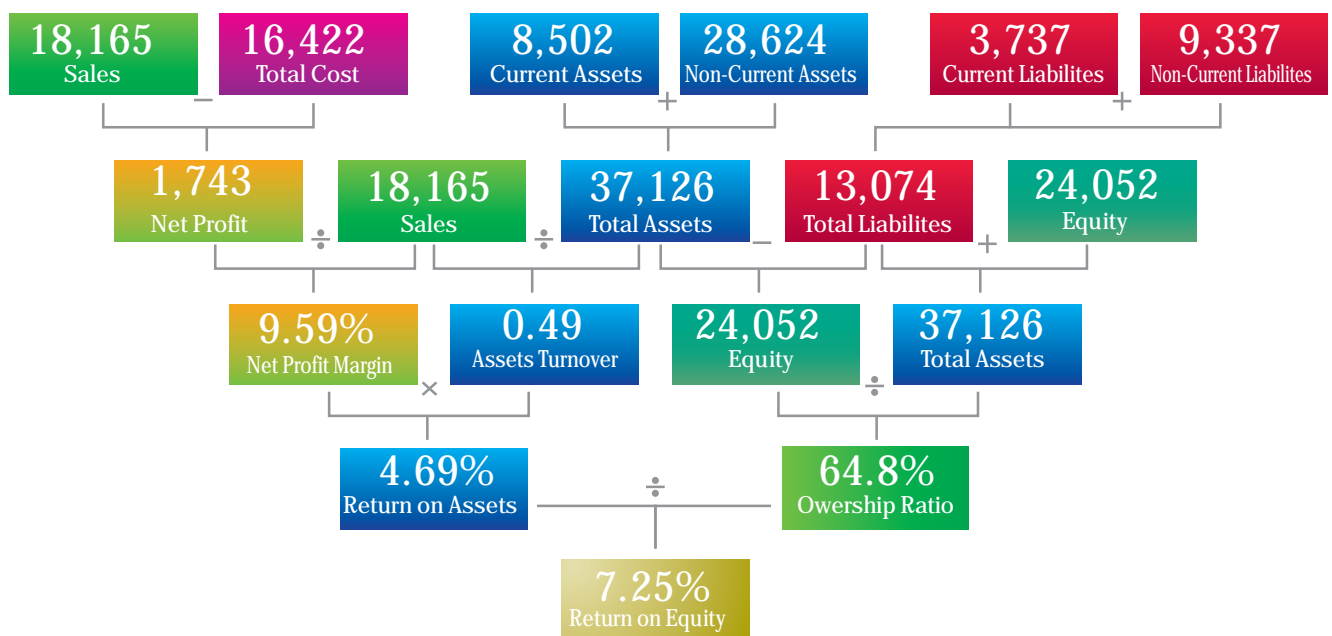 18,165
Sales
16,422
Total Cost
8,502
Current Assets
28,624
Non-Current Assets
3,737
Current Liabilites
9,337
Non-Current Liabilites
−
+
+
1,743
Net Profit
÷
18,165
Sales
÷
37,126
Total Assets
−
13,074
Total Liabilites
+
24,052
Equity
9.59%
Net Profit Margin
×
0.49
Assets Turnover
24,052
Equity
÷
37,126
Total Assets
4.69%
Return on Assets
÷
64.8%
Owership Ratio
7.25%
Return on Equity